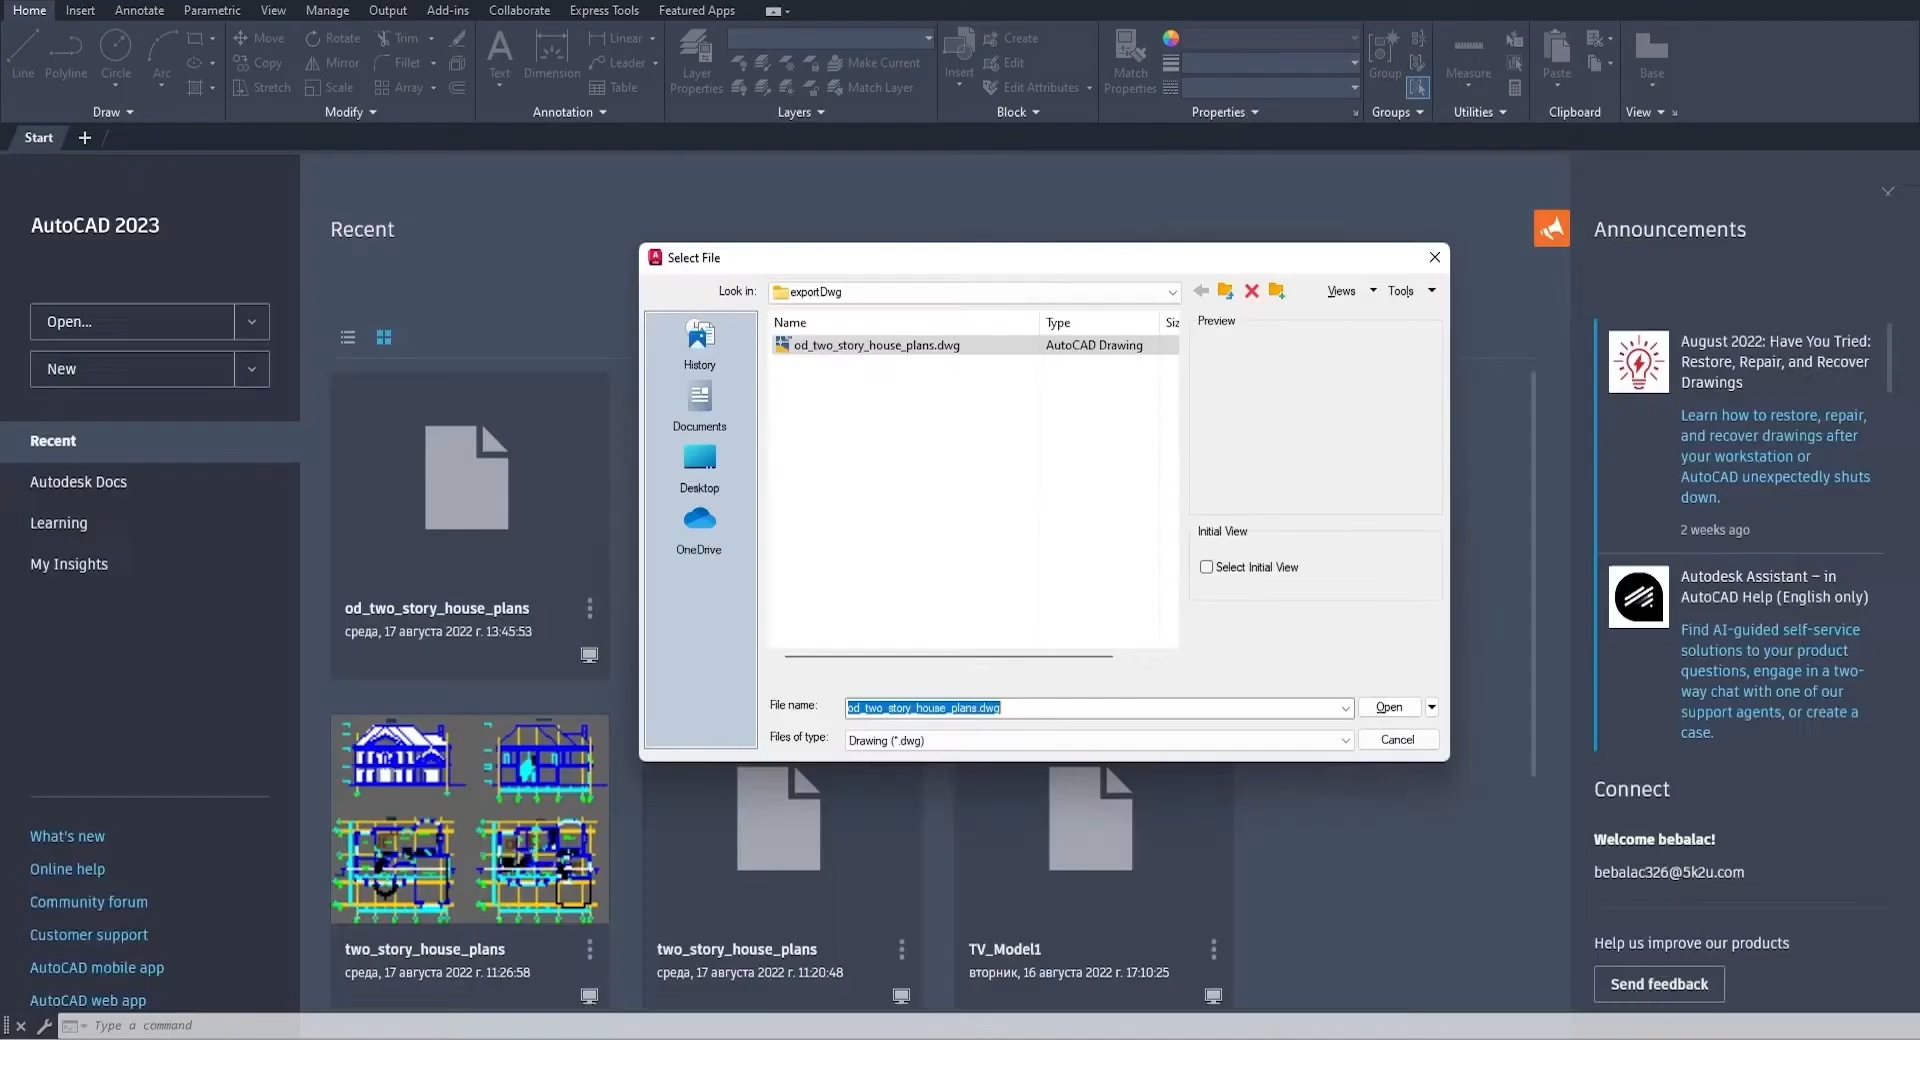 Home Insert Annotate Parametric View Manage Output Add-ins Collaborate Express Tools Featured Apps
Line Polyline Circle Arc
Move Rotate Trim
Copy Mirror Fillet
Stretch Scale Array
Text Dimension
Linear
Leader
Table
Layer Properties
Make Current
Match Layer
Insert
Create
Edit
Edit Attributes
Match Properties
Group
Measure
Paste
Base
Draw Modify Annotation Layers Block Properties Groups Utilities Clipboard View
Start
AutoCAD 2023
Open...
New
Recent
Autodesk Docs
Learning
My Insights
What's new
Online help
Community forum
Customer support
AutoCAD mobile app
AutoCAD web app
Recent
od_two_story_house_plans
среда, 17 августа 2022 г. 13:45:53
two_story_house_plans
среда, 17 августа 2022 г. 11:26:58
two_story_house_plans
среда, 17 августа 2022 г. 11:20:48
TV_Model1
вторник, 16 августа 2022 г. 17:10:25
Select File
Look in: exportDwg
Views Tools
History
Documents
Desktop
OneDrive
Name Type Siz
od_two_story_house_plans.dwg AutoCAD Drawing
Preview
Initial View
Select Initial View
File name: od_two_story_house_plans.dwg Open
Files of type: Drawing (*.dwg) Cancel
Announcements
August 2022: Have You Tried:
Restore, Repair, and Recover
Drawings
Learn how to restore, repair,
and recover drawings after
your workstation or
AutoCAD unexpectedly shuts
down.
2 weeks ago
Autodesk Assistant – in
AutoCAD Help (English only)
Find AI-guided self-service
solutions to your product
questions, engage in a two-
way chat with one of our
support agents, or create a
case.
Connect
Welcome bebalac!
bebalac326@5k2u.com
Help us improve our products
Send feedback
Type a command